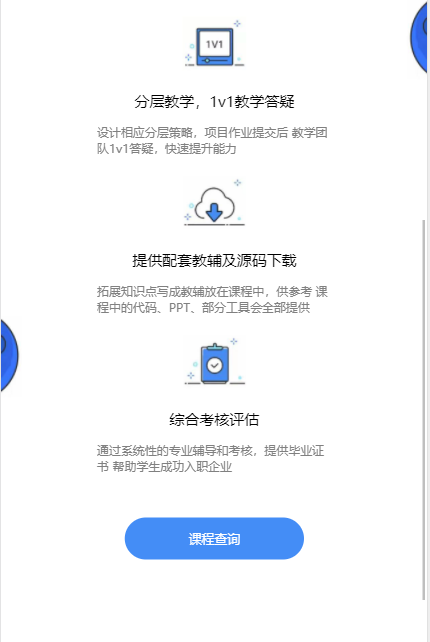 1V1
分层教学，1v1教学答疑
设计相应分层策略，项目作业提交后 教学团
队1v1答疑，快速提升能力
提供配套教辅及源码下载
拓展知识点写成教辅放在课程中，供参考 课
程中的代码、PPT、部分工具会全部提供
综合考核评估
通过系统性的专业辅导和考核，提供毕业证
书 帮助学生成功入职企业
课程查询